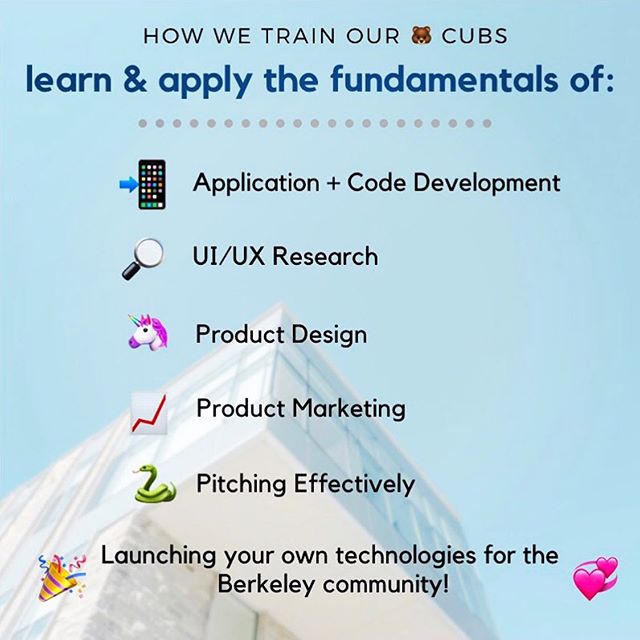 HOW WE TRAIN OUR 🐻 CUBS
learn & apply the fundamentals of:
Application + Code Development
UI/UX Research
Product Design
Product Marketing
Pitching Effectively
Launching your own technologies for the
Berkeley community!